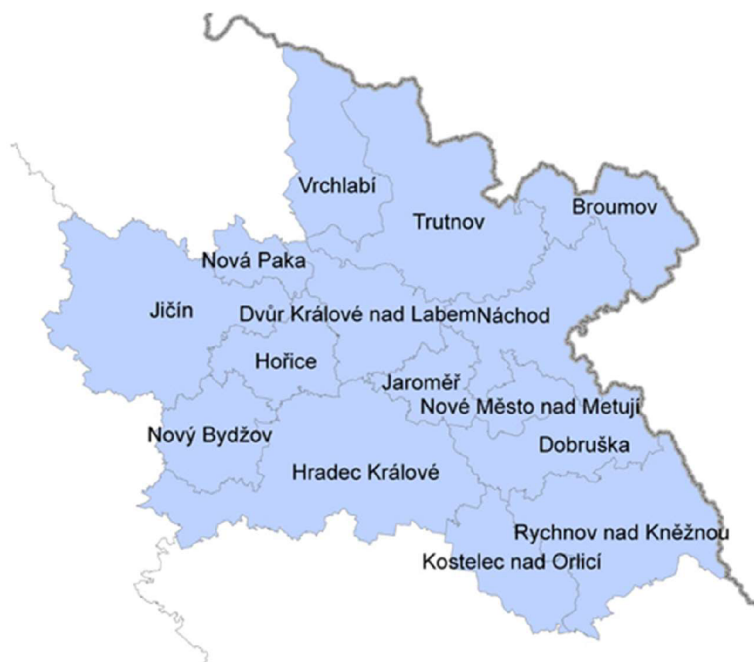 Vrchlabí
Broumov
Trutnov
Nová Paka
Jičín
Dvůr Králové nad Labem
Náchod
Hořice
Jaroměř
Nové Město nad Metují
Nový Bydžov
Dobruška
Hradec Králové
Rychnov nad Kněžnou
Kostelec nad Orlicí